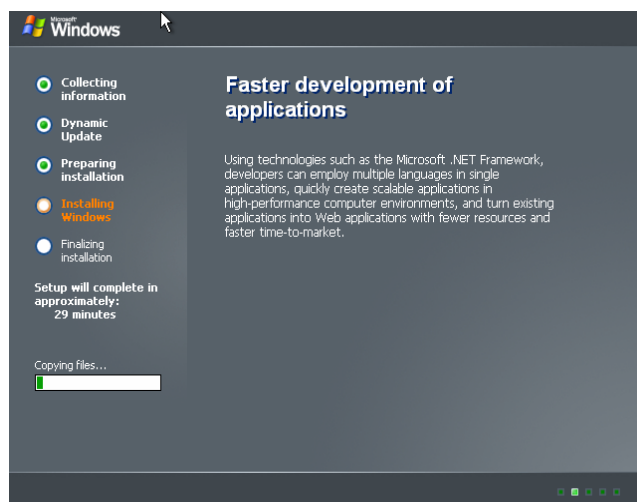 Microsoft
Windows
Collecting
information
Dynamic
Update
Preparing
installation
Installing
Windows
Finalizing
installation
Setup will complete in
approximately:
29 minutes
Copying files...
Faster development of
applications
Using technologies such as the Microsoft .NET Framework,
developers can employ multiple languages in single
applications, quickly create scalable applications in
high-performance computer environments, and turn existing
applications into Web applications with fewer resources and
faster time-to-market.